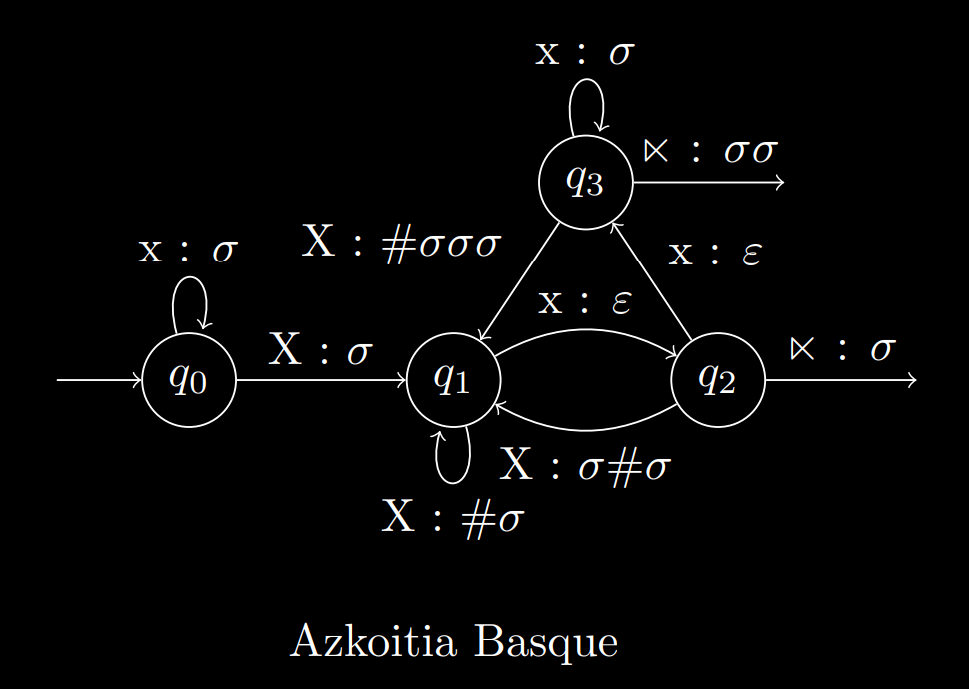 x : σ
q3
⋉ : σσ
X : #σσσ
x : ε
x : σ
x : ε
X : σ
⋉ : σ
q0
q1
q2
X : σ#σ
X : #σ
Azkoitia Basque